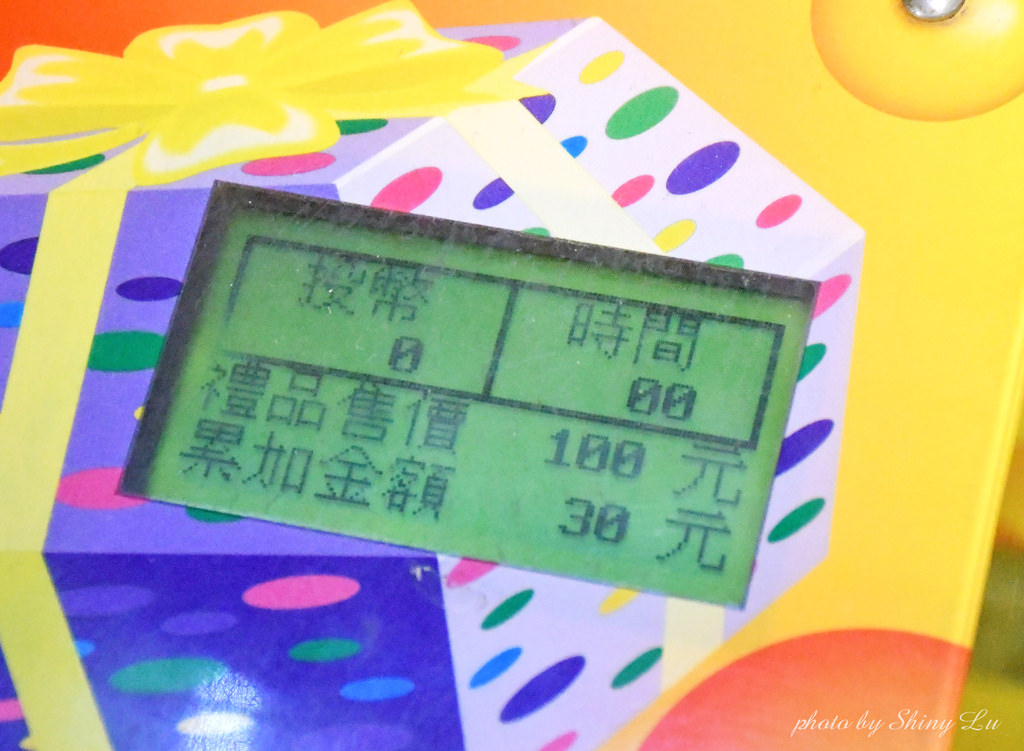 投幣 時間
0 00
禮品售價 100 元
累加金額 30 元
photo by Shiny Lu